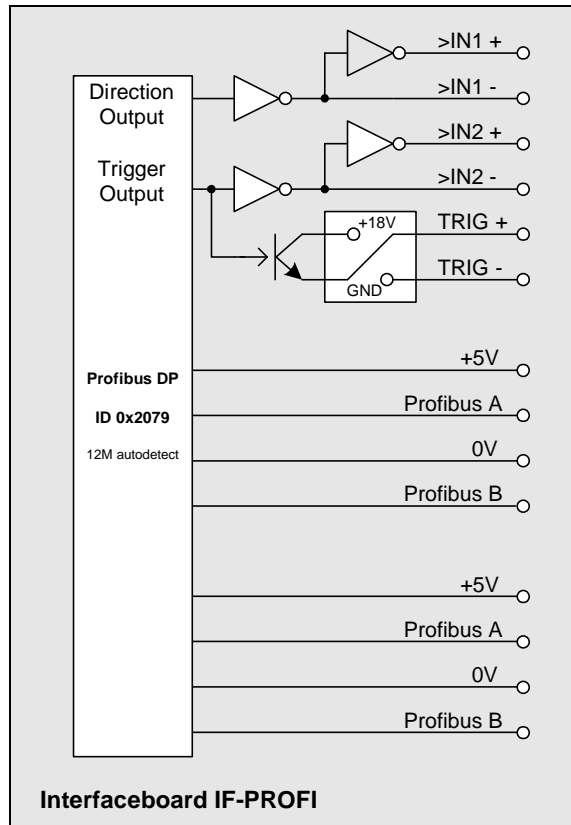 >IN1 +
Direction
Output
>IN1 -
>IN2 +
Trigger
Output
>IN2 -
+18V
TRIG +
GND
TRIG -
+5V
Profibus DP
Profibus A
ID 0x2079
12M autodetect
0V
Profibus B
+5V
Profibus A
0V
Profibus B
Interfaceboard IF-PROFI